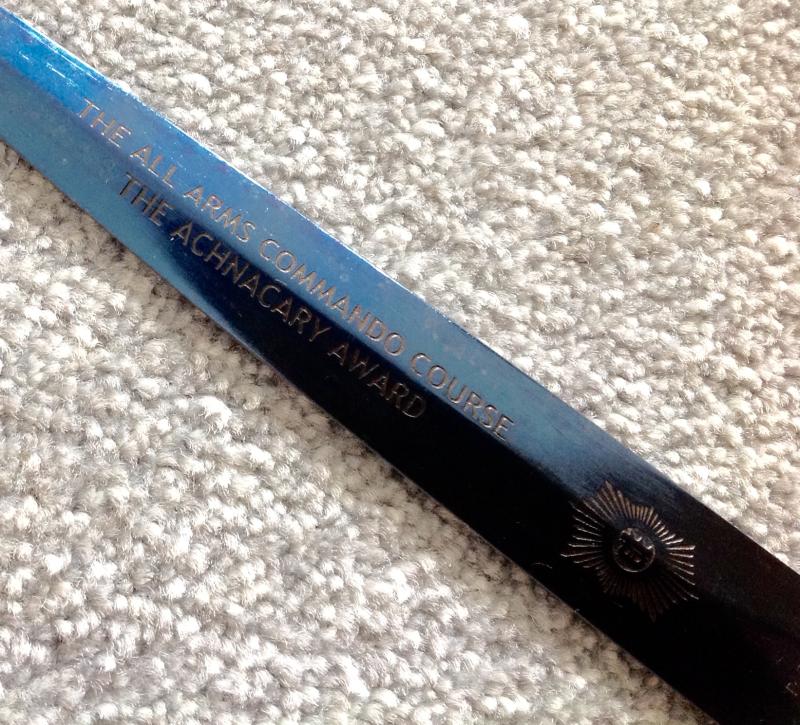 THE ALL ARMS COMMANDO COURSE
THE ACHNACARY AWARD